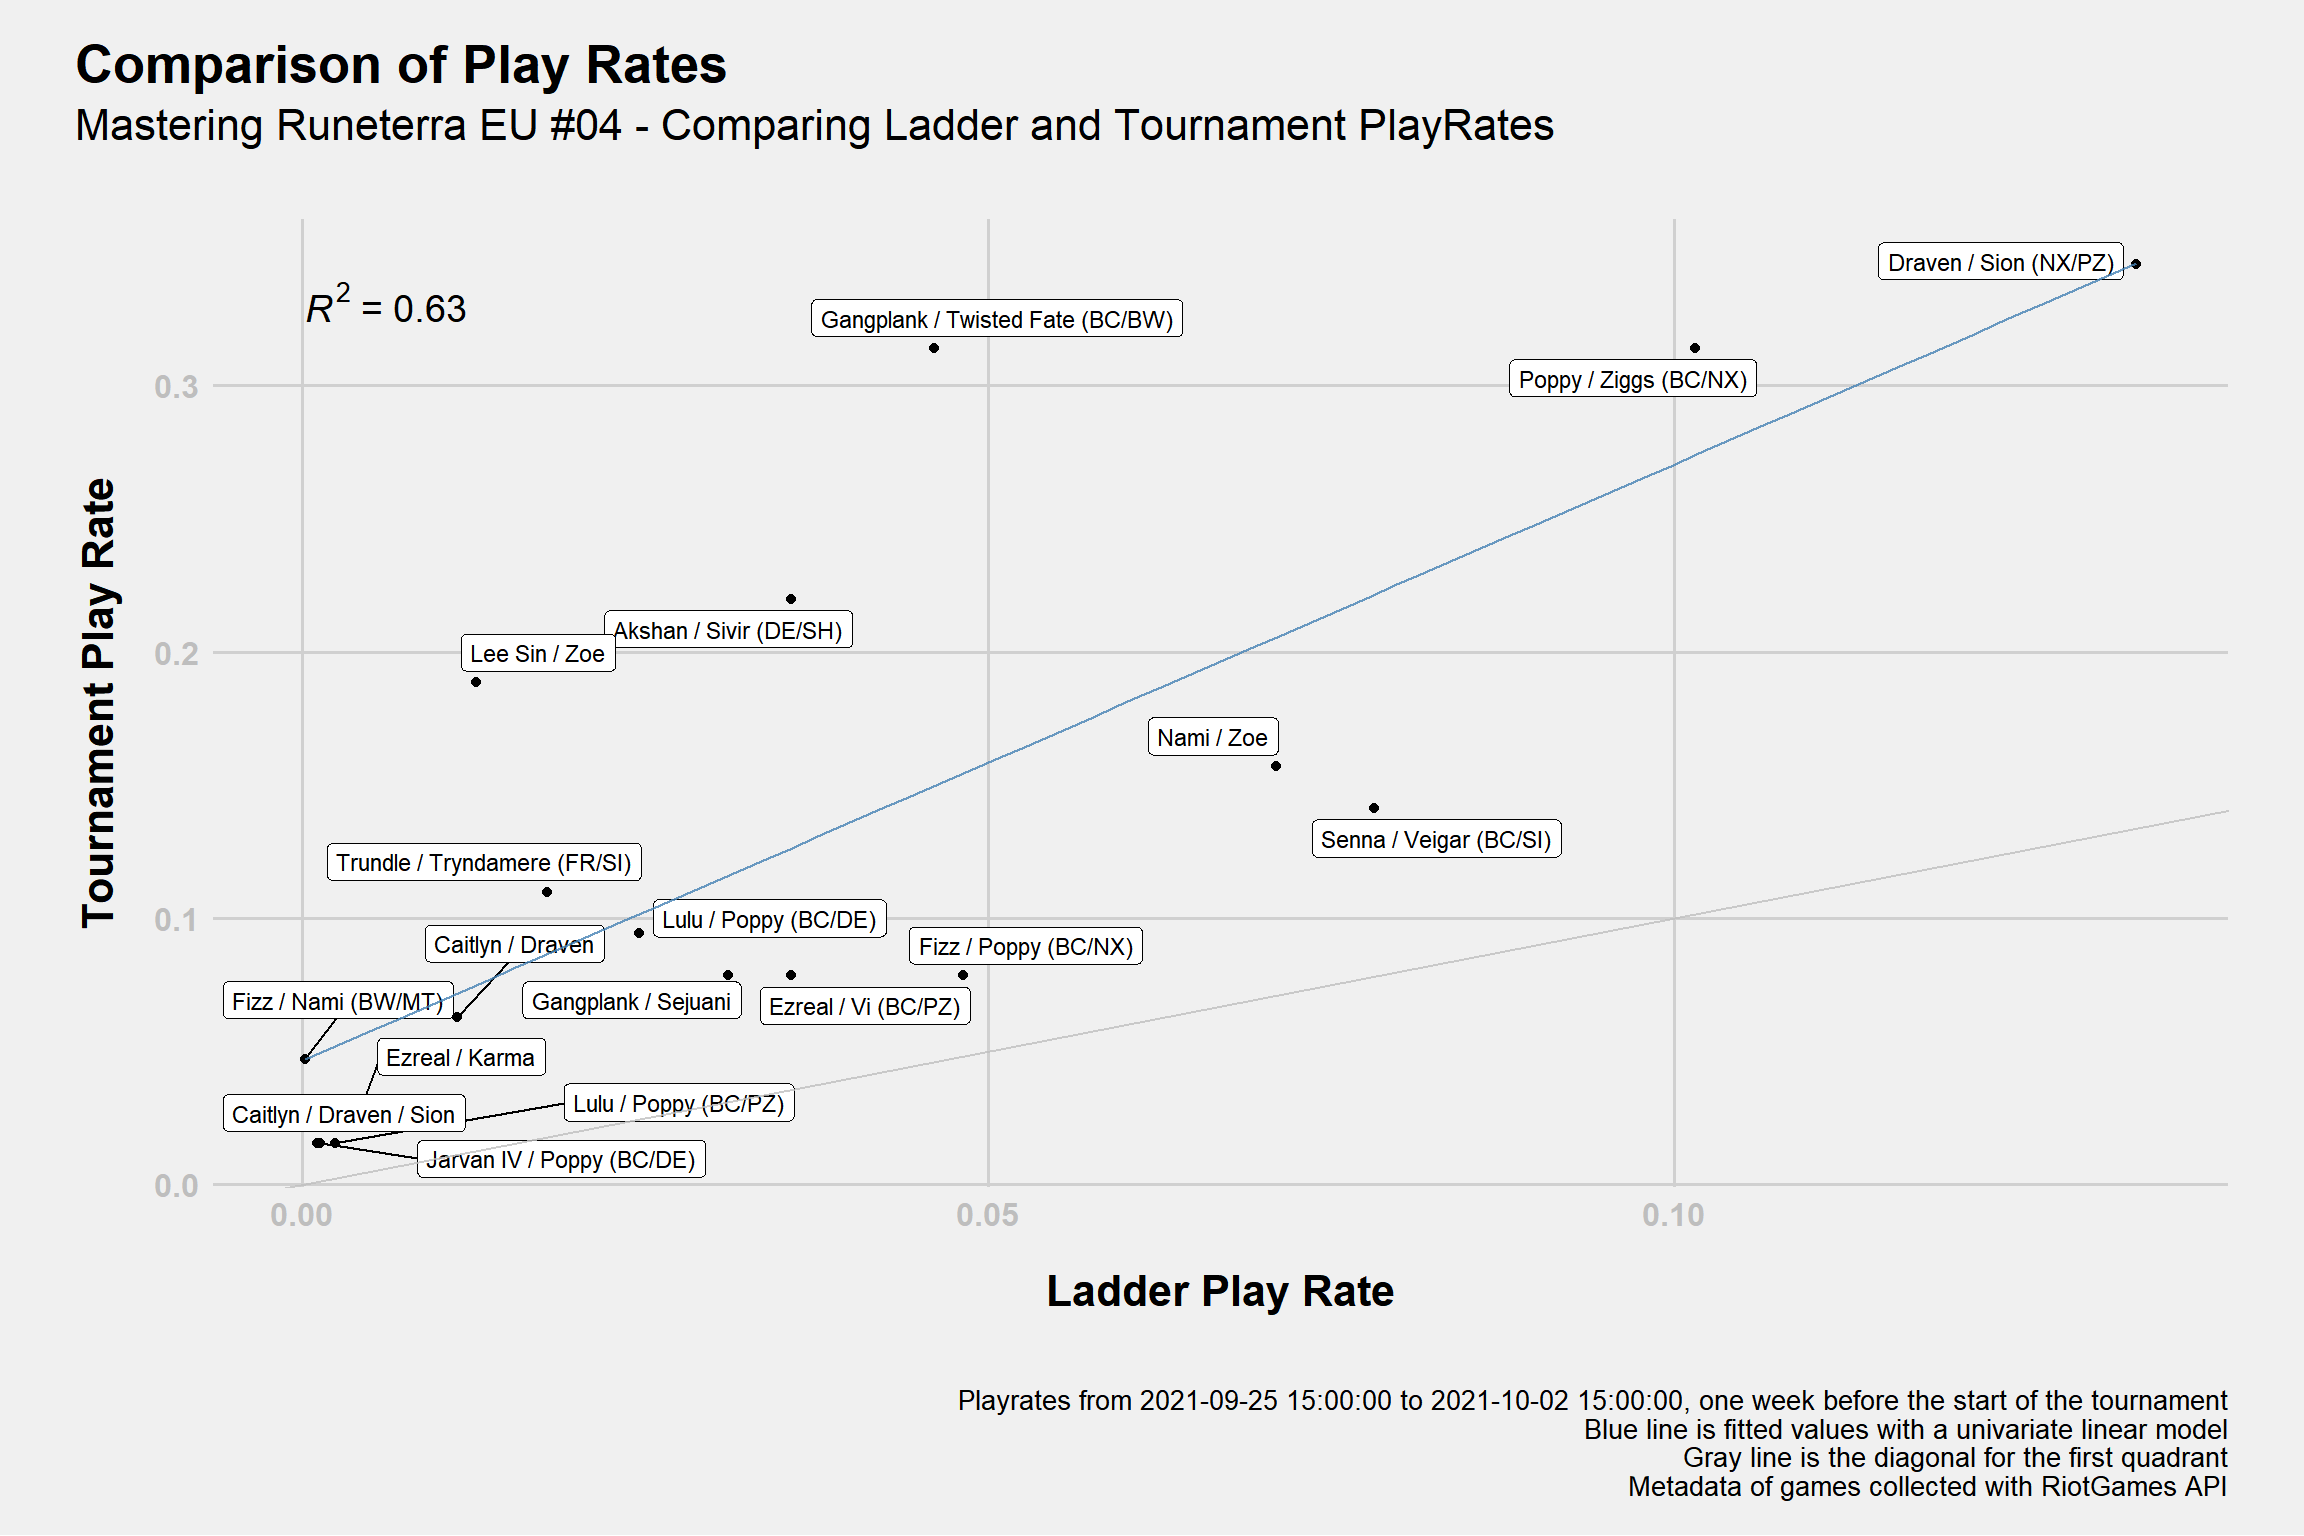 Comparison of Play Rates
Mastering Runeterra EU #04 - Comparing Ladder and Tournament PlayRates
R² = 0.63
Draven / Sion (NX/PZ)
Gangplank / Twisted Fate (BC/BW)
Poppy / Ziggs (BC/NX)
Akshan / Sivir (DE/SH)
Lee Sin / Zoe
Nami / Zoe
Senna / Veigar (BC/SI)
Trundle / Tryndamere (FR/SI)
Lulu / Poppy (BC/DE)
Caitlyn / Draven
Fizz / Poppy (BC/NX)
Fizz / Nami (BW/MT)
Gangplank / Sejuani
Ezreal / Vi (BC/PZ)
Ezreal / Karma
Lulu / Poppy (BC/PZ)
Caitlyn / Draven / Sion
Jarvan IV / Poppy (BC/DE)
0.3
0.2
0.1
0.0
0.00
0.05
0.10
Tournament Play Rate
Ladder Play Rate
Playrates from 2021-09-25 15:00:00 to 2021-10-02 15:00:00, one week before the start of the tournament
Blue line is fitted values with a univariate linear model
Gray line is the diagonal for the first quadrant
Metadata of games collected with RiotGames API